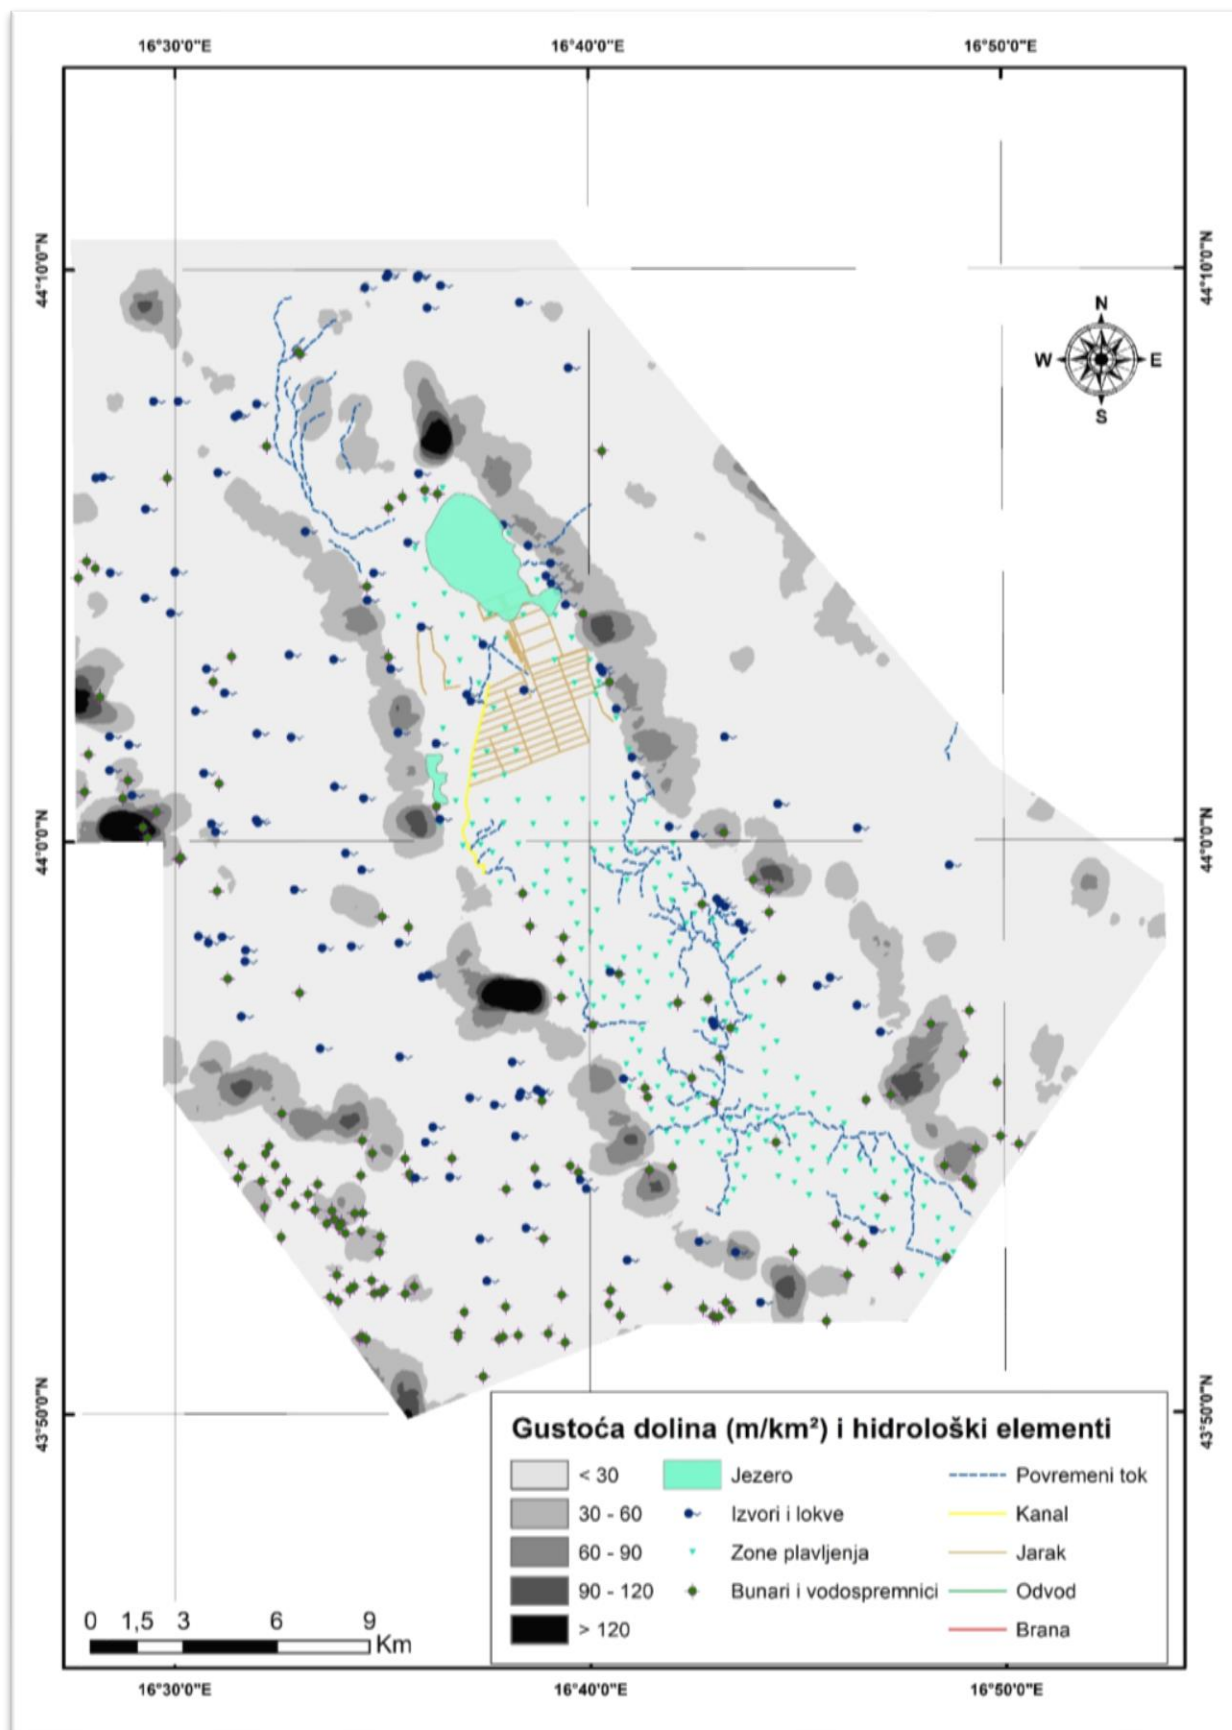 16°30'0"E 16°40'0"E 16°50'0"E
44°10'0"N 44°10'0"N
N
W E
S
44°0'0"N 44°0'0"N
43°50'0"N 43°50'0"N
Gustoća dolina (m/km²) i hidrološki elementi
< 30 Jezero Povremeni tok
30 - 60 Izvori i lokve Kanal
60 - 90 Zone plavljenja Jarak
90 - 120 Bunari i vodospremnici Odvod
> 120 Brana
0 1,5 3 6 9
Km
16°30'0"E 16°40'0"E 16°50'0"E